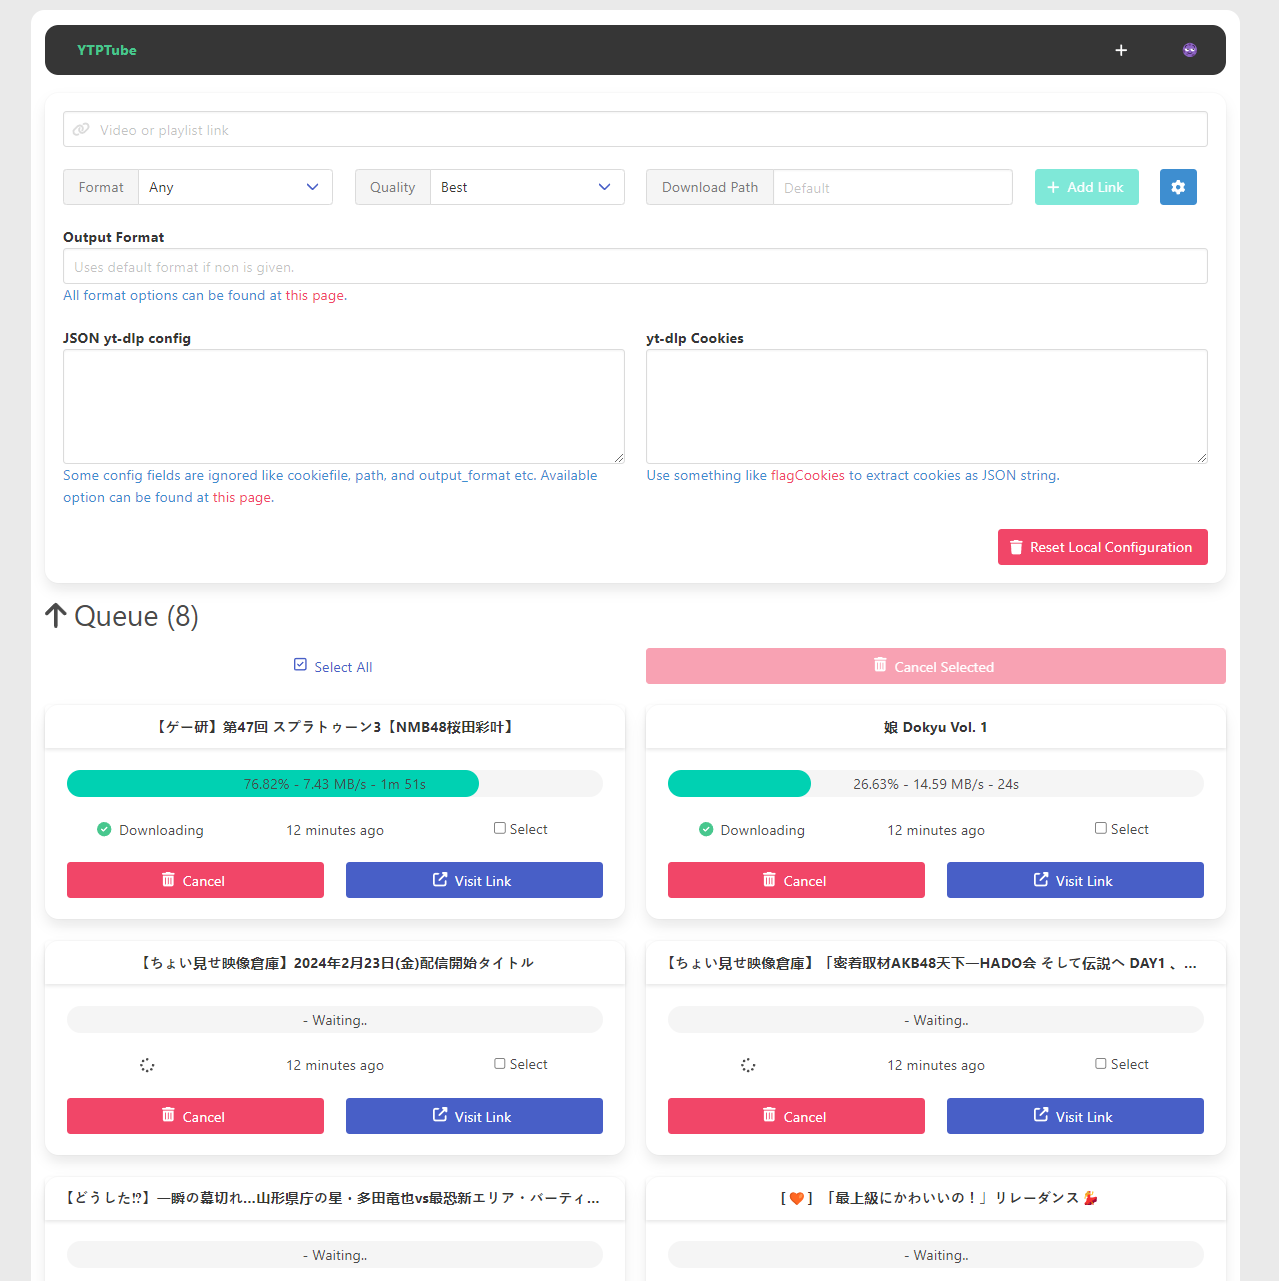 YTPTube
Video or playlist link
Format Any Quality Best Download Path Default Add Link
Output Format
Uses default format if non is given.
All format options can be found at this page.
JSON yt-dlp config
yt-dlp Cookies
Some config fields are ignored like cookiefile, path, and output_format etc. Available
option can be found at this page.
Use something like flagCookies to extract cookies as JSON string.
Reset Local Configuration
Queue (8)
Select All
Cancel Selected
【ゲー研】第47回 スプラトゥーン3【NMB48桜田彩叶】
76.82% - 7.43 MB/s - 1m 51s
Downloading 12 minutes ago Select
Cancel Visit Link
娘 Dokyu Vol. 1
26.63% - 14.59 MB/s - 24s
Downloading 12 minutes ago Select
Cancel Visit Link
【ちょい見せ映像倉庫】2024年2月23日(金)配信開始タイトル
- Waiting..
12 minutes ago Select
Cancel Visit Link
【ちょい見せ映像倉庫】「密着取材AKB48天下一HADO会 そして伝説へ DAY1 、...
- Waiting..
12 minutes ago Select
Cancel Visit Link
【どうした⁉】一瞬の幕切れ…山形県庁の星・多田竜也vs最恐新エリア・バーティ...
- Waiting..
[ ❤️ ] 「最上級にかわいいの！」リレーダンス 💃
- Waiting..